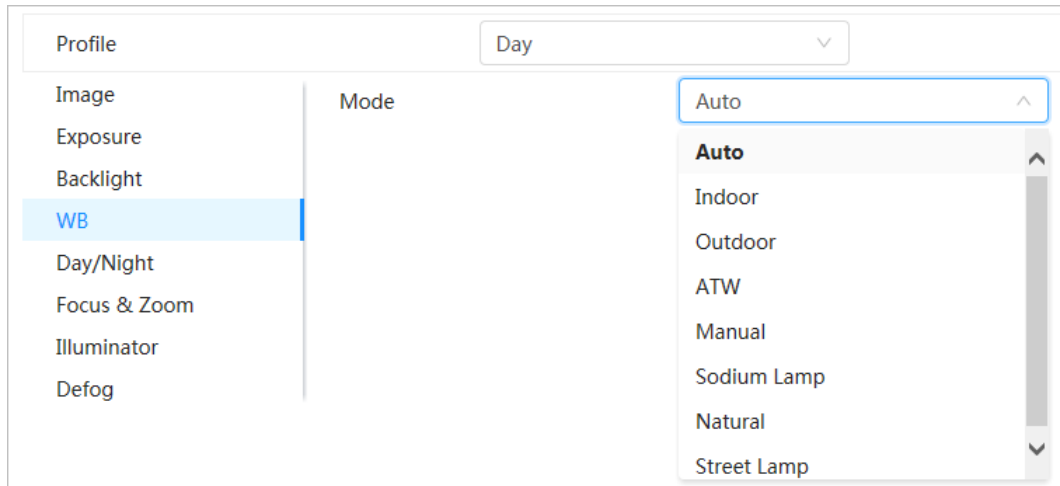 Profile Day
Image
Mode Auto
Exposure
Auto
Backlight
Indoor
WB
Outdoor
Day/Night
ATW
Focus & Zoom
Manual
Illuminator
Sodium Lamp
Defog
Natural
Street Lamp